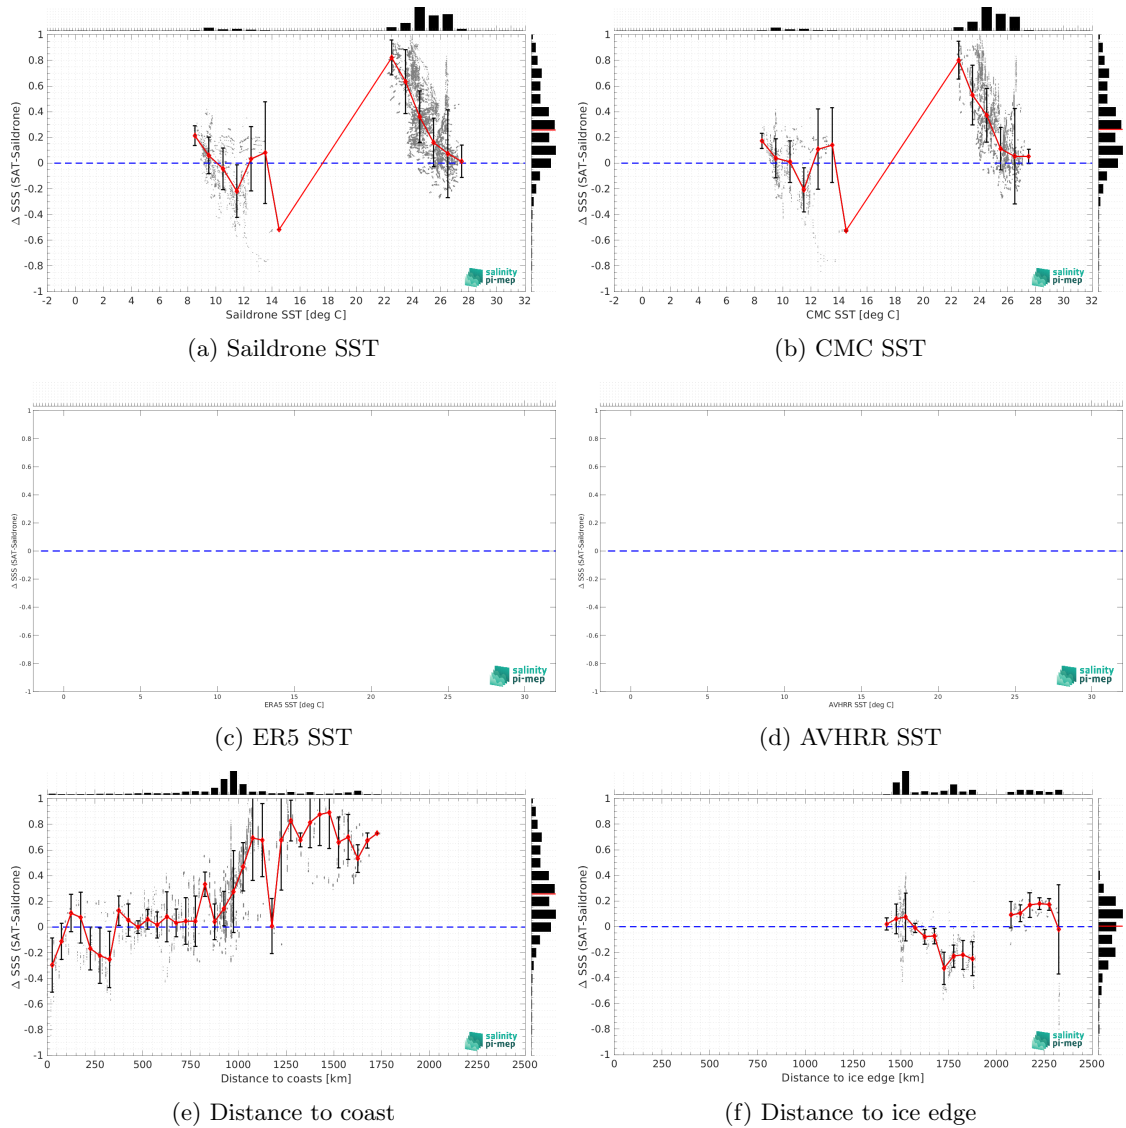 1
0.8
0.6
0.4
0.2
0
-0.2
-0.4
-0.6
-0.8
-1
Δ SSS (SAT-Saildrone)
-2 0 2 4 6 8 10 12 14 16 18 20 22 24 26 28 30 32
Saildrone SST [deg C]
salinity
pi-mep
(a) Saildrone SST
1
0.8
0.6
0.4
0.2
0
-0.2
-0.4
-0.6
-0.8
-1
Δ SSS (SAT-Saildrone)
-2 0 2 4 6 8 10 12 14 16 18 20 22 24 26 28 30 32
CMC SST [deg C]
salinity
pi-mep
(b) CMC SST
1
0.8
0.6
0.4
0.2
0
-0.2
-0.4
-0.6
-0.8
-1
Δ SSS (SAT-Saildrone)
0 5 10 15 20 25 30
ERA5 SST [deg C]
salinity
pi-mep
(c) ER5 SST
1
0.8
0.6
0.4
0.2
0
-0.2
-0.4
-0.6
-0.8
-1
Δ SSS (SAT-Saildrone)
0 5 10 15 20 25 30
AVHRR SST [deg C]
salinity
pi-mep
(d) AVHRR SST
1
0.8
0.6
0.4
0.2
0
-0.2
-0.4
-0.6
-0.8
-1
Δ SSS (SAT-Saildrone)
0 250 500 750 1000 1250 1500 1750 2000 2250 2500
Distance to coasts [km]
salinity
pi-mep
(e) Distance to coast
1
0.8
0.6
0.4
0.2
0
-0.2
-0.4
-0.6
-0.8
-1
Δ SSS (SAT-Saildrone)
0 250 500 750 1000 1250 1500 1750 2000 2250 2500
Distance to ice edge [km]
salinity
pi-mep
(f) Distance to ice edge